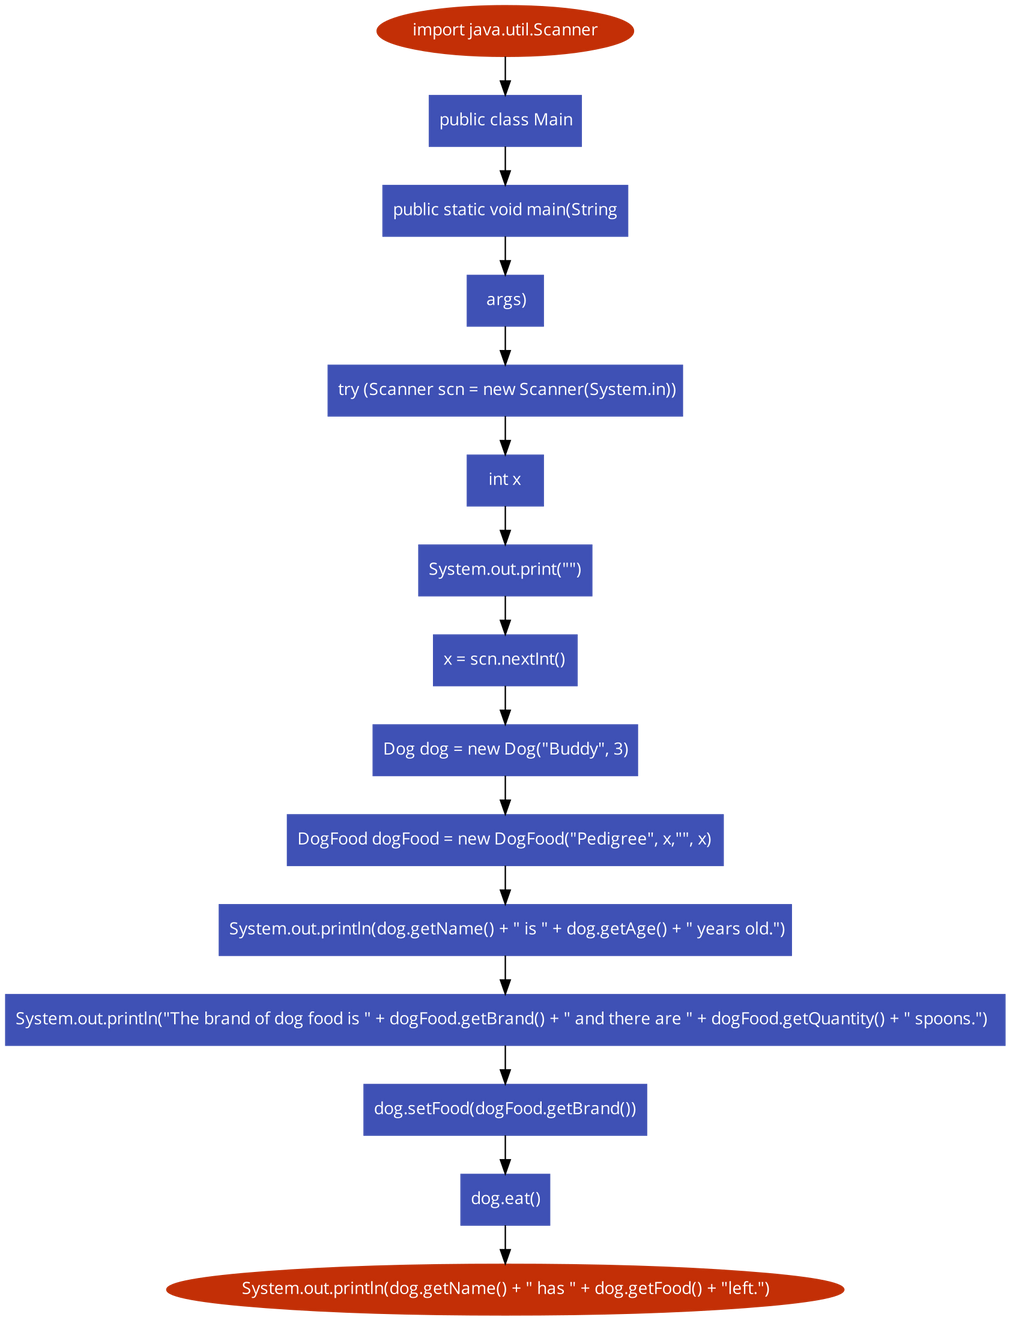 import java.util.Scanner
public class Main
public static void main(String
args)
try (Scanner scn = new Scanner(System.in))
int x
System.out.print("")
x = scn.nextInt()
Dog dog = new Dog("Buddy", 3)
DogFood dogFood = new DogFood("Pedigree", x,"", x)
System.out.println(dog.getName() + " is " + dog.getAge() + " years old.")
System.out.println("The brand of dog food is " + dogFood.getBrand() + " and there are " + dogFood.getQuantity() + " spoons.")
dog.setFood(dogFood.getBrand())
dog.eat()
System.out.println(dog.getName() + " has " + dog.getFood() + "left.")